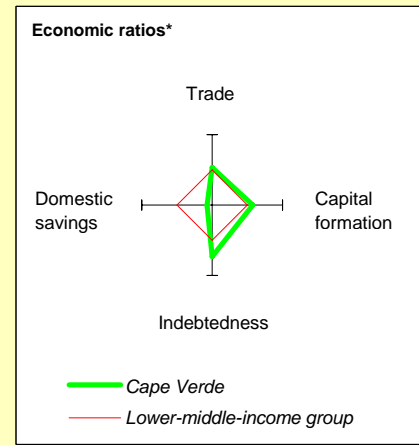 Economic ratios*
Trade
Domestic
savings
Capital
formation
Indebtedness
Cape Verde
Lower-middle-income group